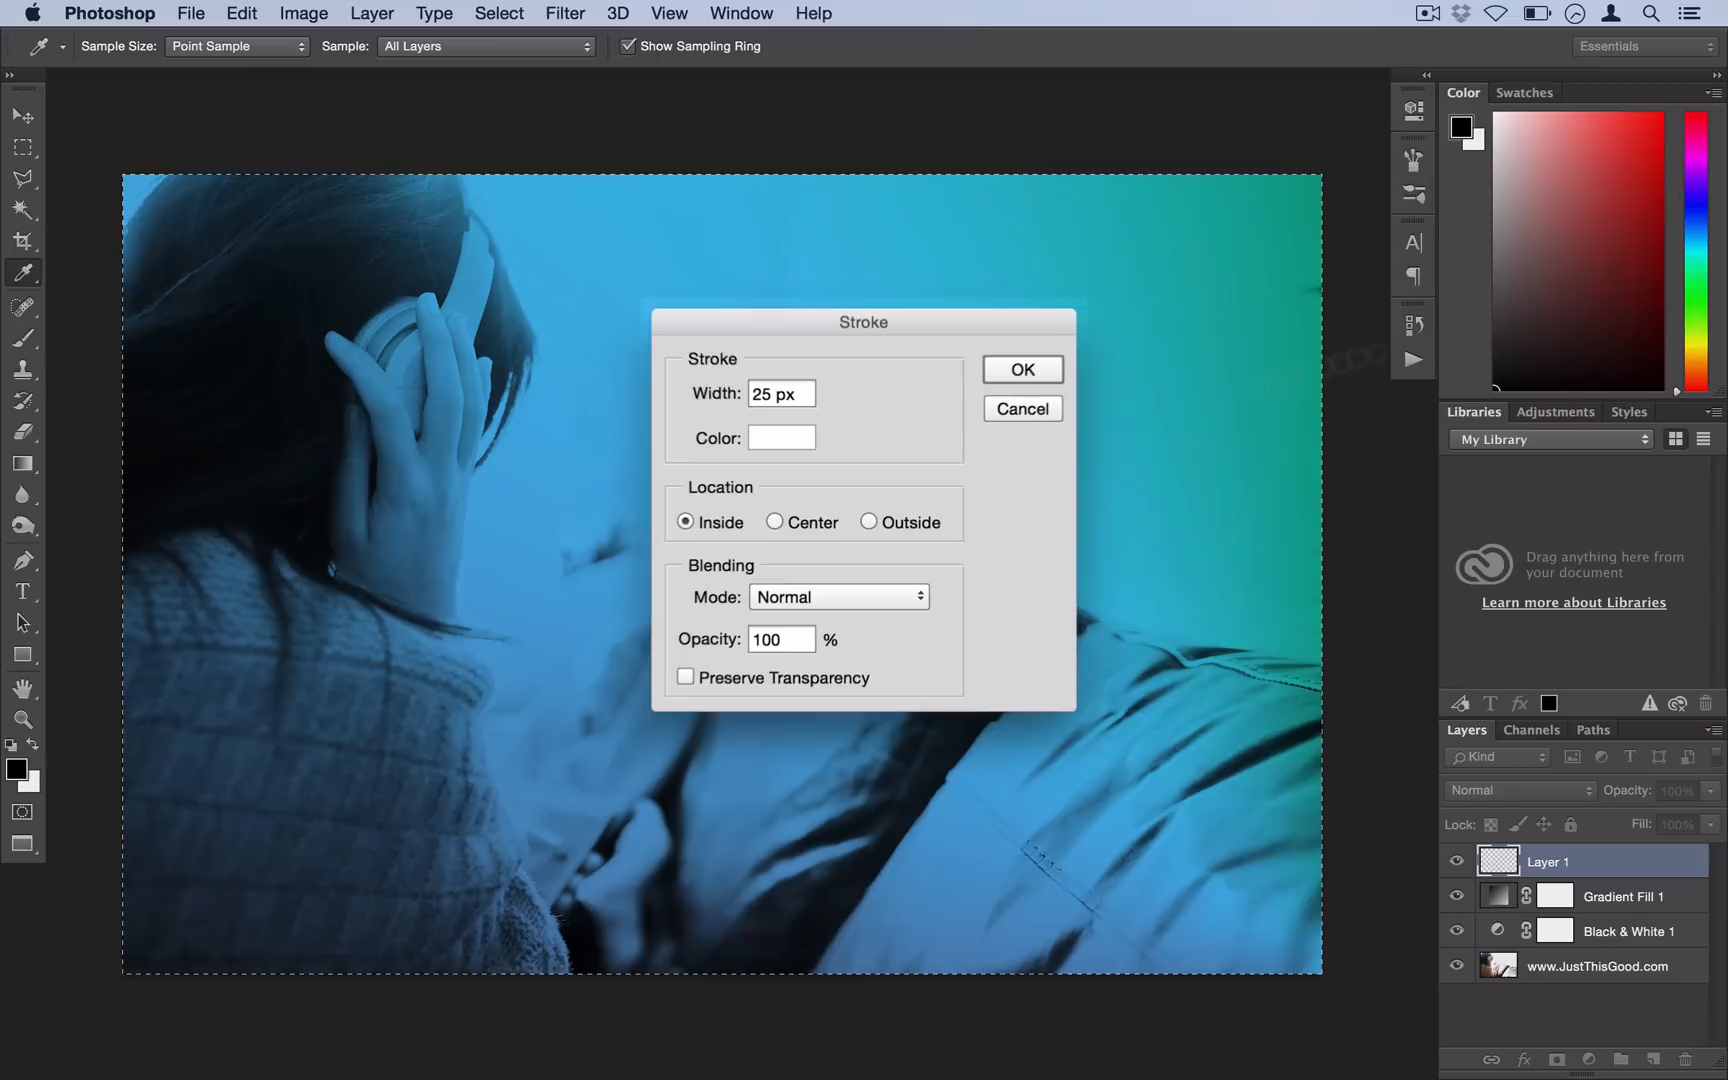 Photoshop File Edit Image Layer Type Select Filter 3D View Window Help
Sample Size: Point Sample Sample: All Layers Show Sampling Ring Essentials
Color Swatches
Stroke
Stroke
Width: 25 px
Color:
OK
Cancel
Location
Inside Center Outside
Blending
Mode: Normal
Opacity: 100 %
Preserve Transparency
Libraries Adjustments Styles
My Library
Drag anything here from
your document
Learn more about Libraries
Layers Channels Paths
Kind
Normal Opacity: 100%
Lock: Fill: 100%
Layer 1
Gradient Fill 1
Black & White 1
www.JustThisGood.com